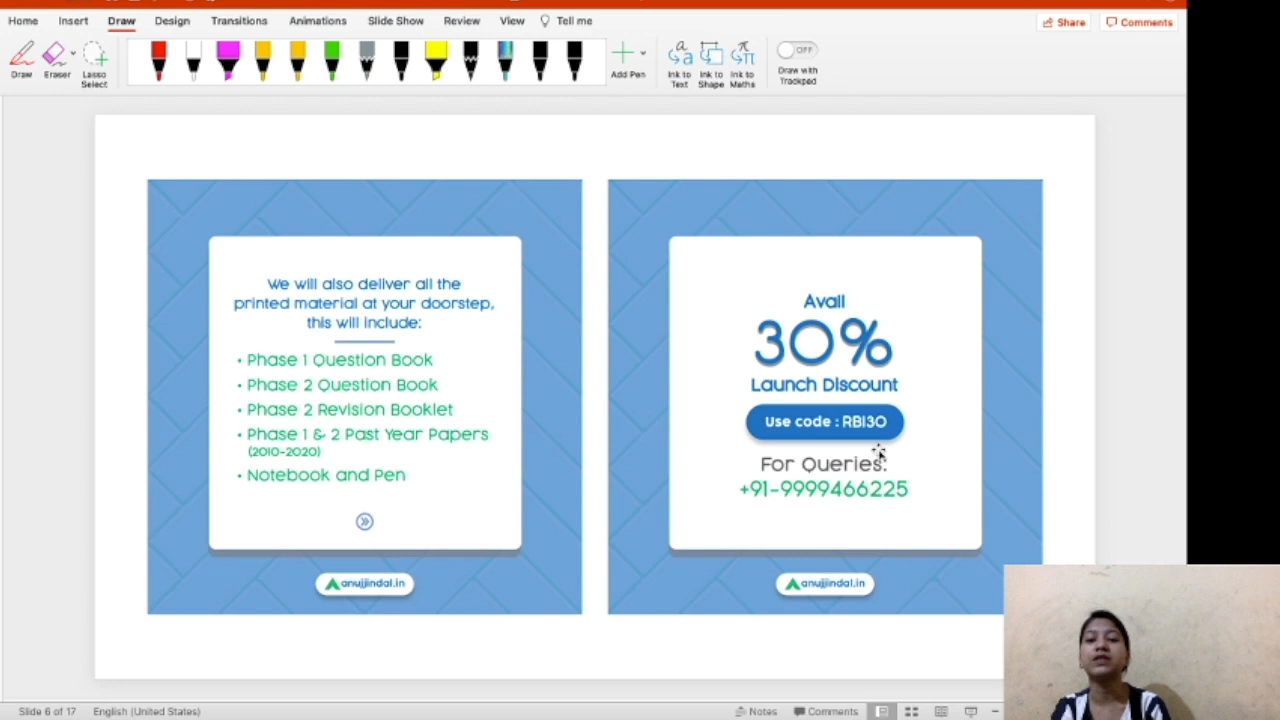 Home Insert Draw Design Transitions Animations Slide Show Review View Tell me Share Comments
Draw Eraser Lasso Select Add Pen Ink to Text Ink to Shape Ink to Maths OFF Draw with Trackpad
We will also deliver all the
printed material at your doorstep,
this will include:
• Phase 1 Question Book
• Phase 2 Question Book
• Phase 2 Revision Booklet
• Phase 1 & 2 Past Year Papers
(2010-2020)
• Notebook and Pen
anujjindal.in
Avail
30%
Launch Discount
Use code : RBI30
For Queries:
+91-9999466225
anujjindal.in
Slide 6 of 17 English (United States) Notes Comments